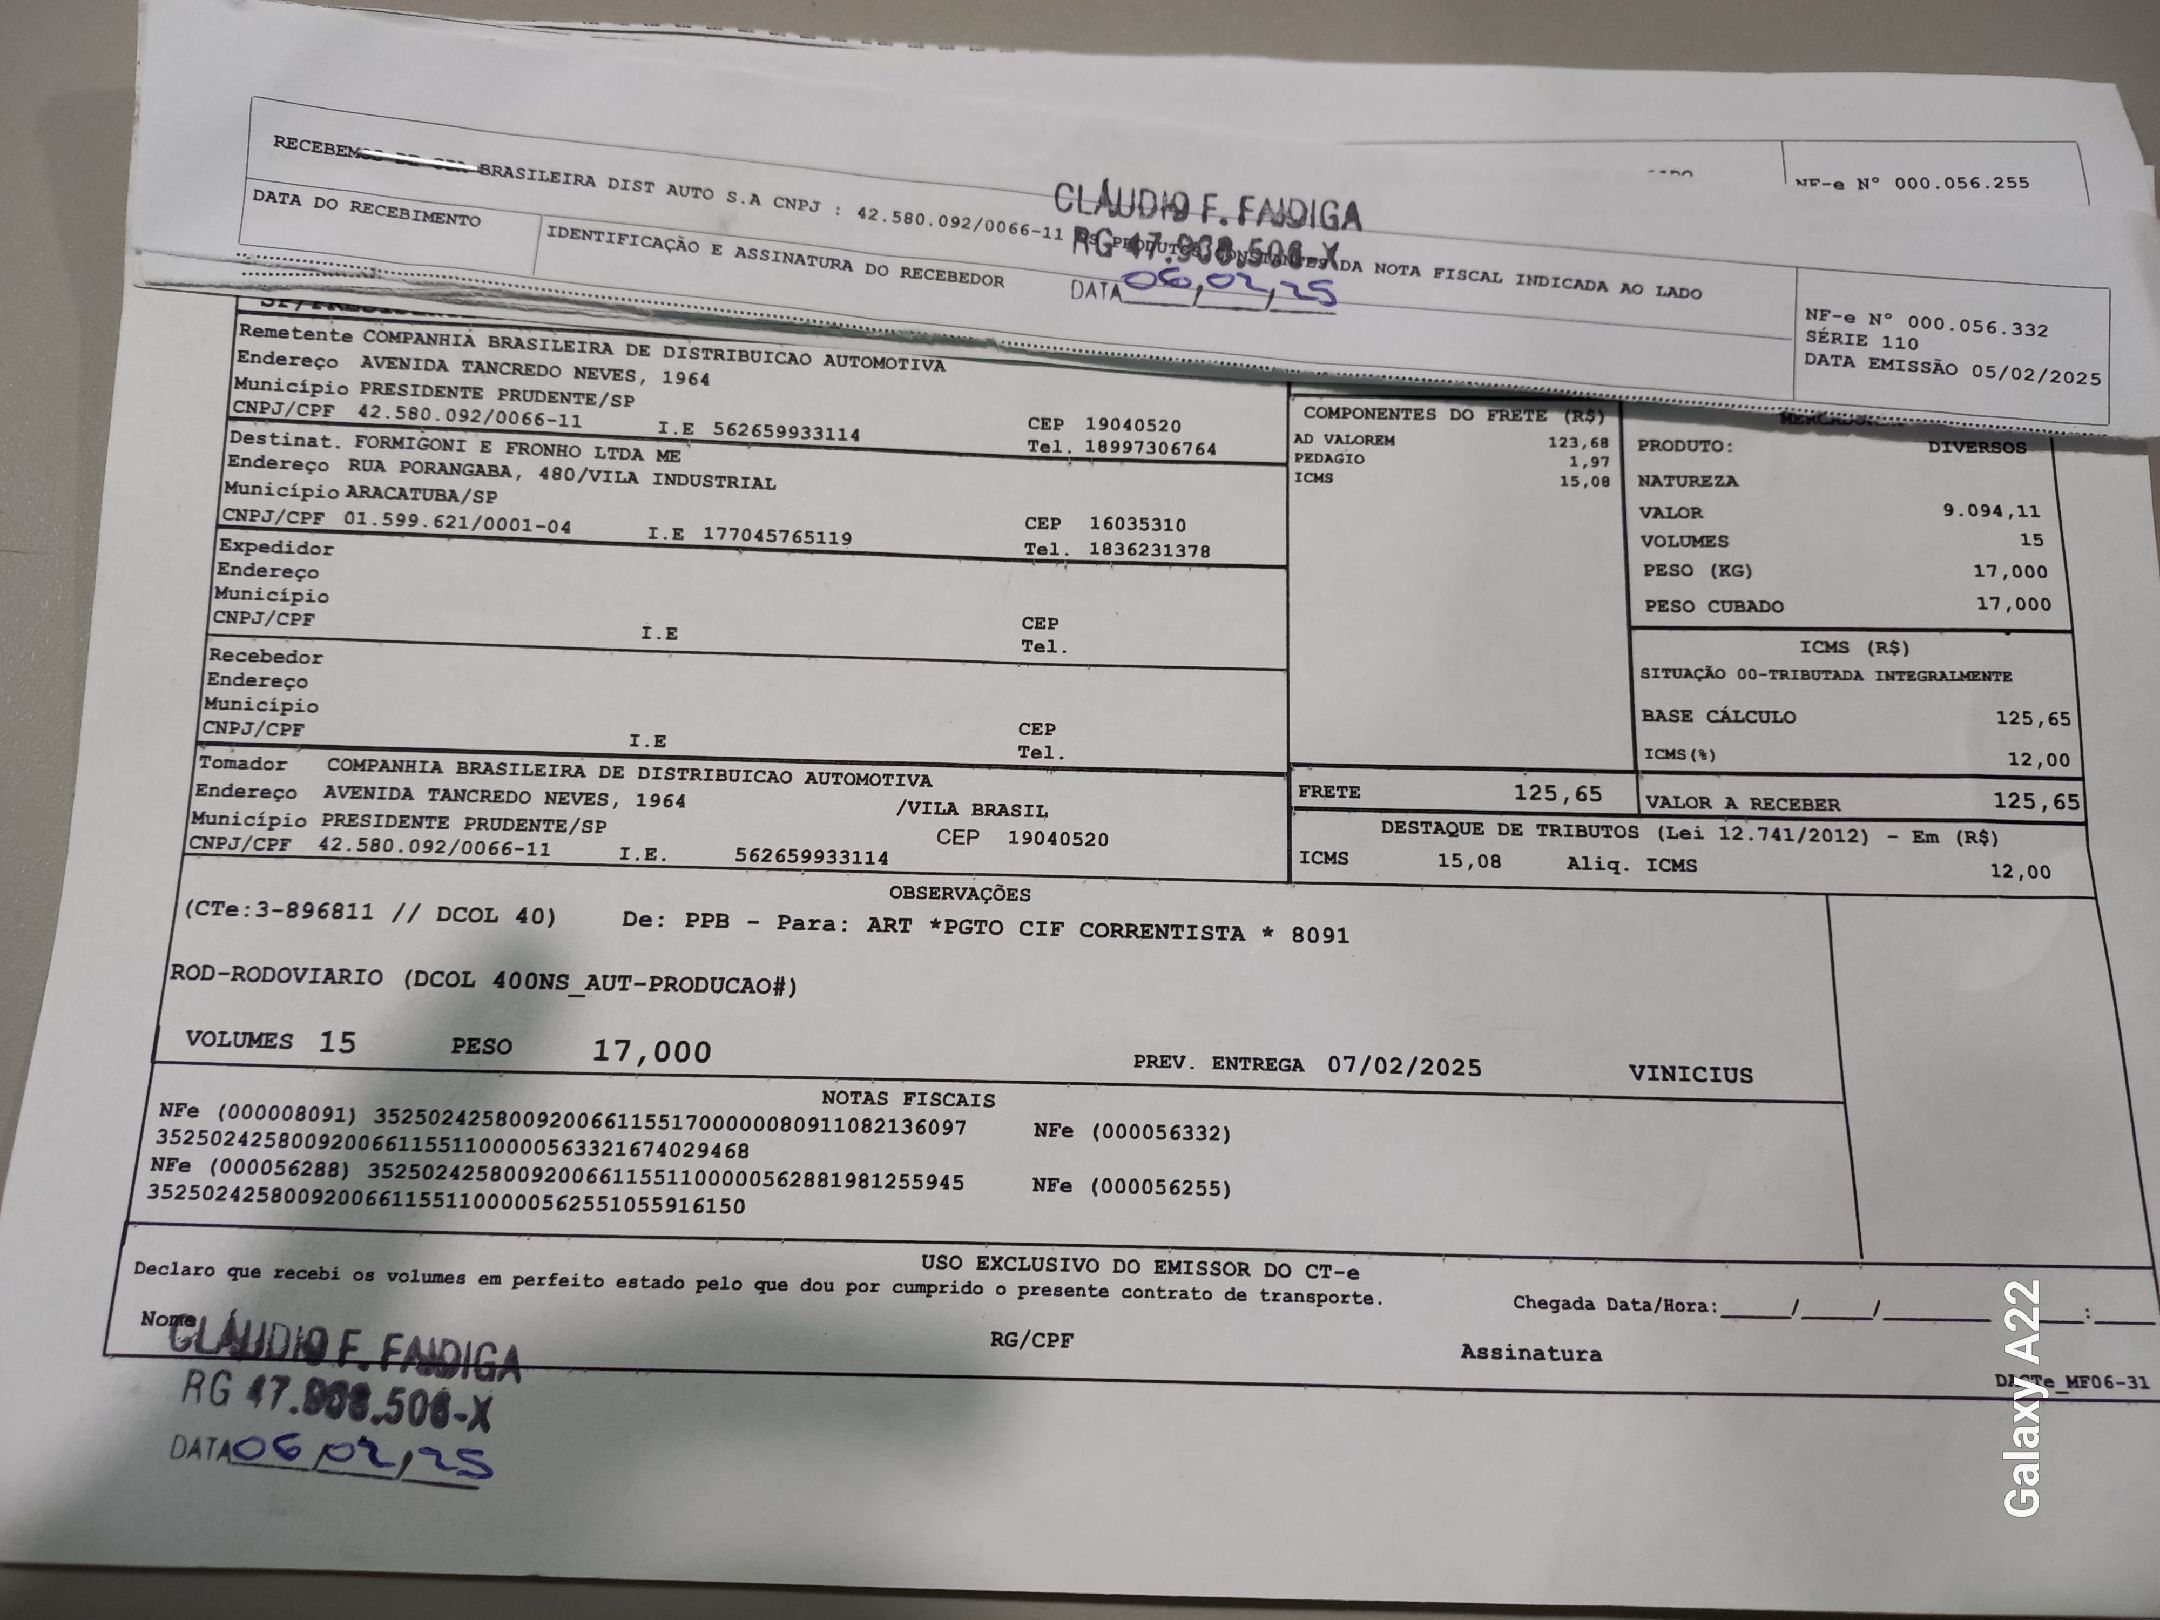 NF-e Nº 000.056.255
RECEBEMOS DE CIA BRASILEIRA DIST AUTO S.A CNPJ : 42.580.092/0066-11 OS PRODUTOS CONSTANTES DA NOTA FISCAL INDICADA AO LADO
DATA DO RECEBIMENTO
IDENTIFICAÇÃO E ASSINATURA DO RECEBEDOR
CLÁUDIO F. FAIDIGA
DATA 06,02,25
NF-e Nº 000.056.332
SÉRIE 110
DATA EMISSÃO 05/02/2025
Remetente COMPANHIA BRASILEIRA DE DISTRIBUICAO AUTOMOTIVA
Endereço AVENIDA TANCREDO NEVES, 1964
Município PRESIDENTE PRUDENTE/SP
CEP 19040520
CNPJ/CPF 42.580.092/0066-11 I.E 562659933114 Tel. 18997306764
Destinat. FORMIGONI E FRONHO LTDA ME
Endereço RUA PORANGABA, 480/VILA INDUSTRIAL
Município ARACATUBA/SP
CEP 16035310
CNPJ/CPF 01.599.621/0001-04 I.E 177045765119 Tel. 1836231378
Expedidor
Endereço
Município
CEP
CNPJ/CPF I.E Tel.
Recebedor
Endereço
Município
CEP
CNPJ/CPF I.E Tel.
Tomador COMPANHIA BRASILEIRA DE DISTRIBUICAO AUTOMOTIVA
Endereço AVENIDA TANCREDO NEVES, 1964 /VILA BRASIL
Município PRESIDENTE PRUDENTE/SP CEP 19040520
CNPJ/CPF 42.580.092/0066-11 I.E. 562659933114
COMPONENTES DO FRETE (R$)
AD VALOREM 123,68
PEDAGIO 1,97
ICMS 15,08
MERCADORIA
PRODUTO: DIVERSOS
NATUREZA
VALOR 9.094,11
VOLUMES 15
PESO (KG) 17,000
PESO CUBADO 17,000
ICMS (R$)
SITUAÇÃO 00-TRIBUTADA INTEGRALMENTE
BASE CÁLCULO 125,65
ICMS(%) 12,00
FRETE 125,65
VALOR A RECEBER 125,65
DESTAQUE DE TRIBUTOS (Lei 12.741/2012) - Em (R$)
ICMS 15,08 Aliq. ICMS 12,00
OBSERVAÇÕES
(CTe:3-896811 // DCOL 40) De: PPB - Para: ART *PGTO CIF CORRENTISTA * 8091
ROD-RODOVIARIO (DCOL 400NS_AUT-PRODUCAO#)
VOLUMES 15 PESO 17,000 PREV. ENTREGA 07/02/2025 VINICIUS
NOTAS FISCAIS
NFe (000008091) 35250242580092006611551700000080911082136097 NFe (000056332)
35250242580092006611551100000563321674029468
NFe (000056288) 35250242580092006611551100000562881981255945 NFe (000056255)
35250242580092006611551100000562551055916150
USO EXCLUSIVO DO EMISSOR DO CT-e
Declaro que recebi os volumes em perfeito estado pelo que dou por cumprido o presente contrato de transporte.
Chegada Data/Hora:_____/_____/________ :_____
Nome RG/CPF Assinatura
DACTe_MF06-31
CLÁUDIO F. FAIDIGA
RG
DATA 06,02,25
Galaxy A22